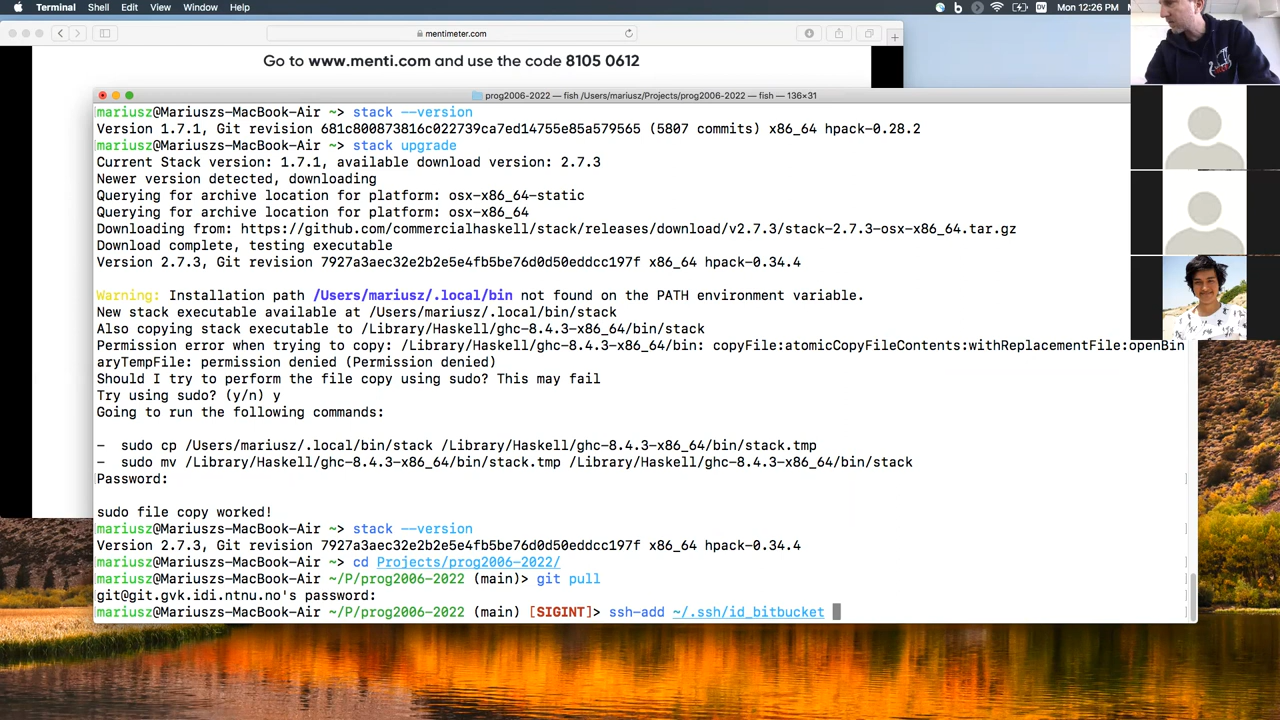 Terminal Shell Edit View Window Help
Mon 12:26 PM
mentimeter.com
Go to www.menti.com and use the code 8105 0612
prog2006-2022 — fish /Users/mariusz/Projects/prog2006-2022 — fish — 136×31
mariusz@Mariuszs-MacBook-Air ~> stack --version
Version 1.7.1, Git revision 681c800873816c022739ca7ed14755e85a579565 (5807 commits) x86_64 hpack-0.28.2
mariusz@Mariuszs-MacBook-Air ~> stack upgrade
Current Stack version: 1.7.1, available download version: 2.7.3
Newer version detected, downloading
Querying for archive location for platform: osx-x86_64-static
Querying for archive location for platform: osx-x86_64
Downloading from: https://github.com/commercialhaskell/stack/releases/download/v2.7.3/stack-2.7.3-osx-x86_64.tar.gz
Download complete, testing executable
Version 2.7.3, Git revision 7927a3aec32e2b2e5e4fb5be76d0d50eddcc197f x86_64 hpack-0.34.4
Warning: Installation path /Users/mariusz/.local/bin not found on the PATH environment variable.
New stack executable available at /Users/mariusz/.local/bin/stack
Also copying stack executable to /Library/Haskell/ghc-8.4.3-x86_64/bin/stack
Permission error when trying to copy: /Library/Haskell/ghc-8.4.3-x86_64/bin: copyFile:atomicCopyFileContents:withReplacementFile:openBin
aryTempFile: permission denied (Permission denied)
Should I try to perform the file copy using sudo? This may fail
Try using sudo? (y/n) y
Going to run the following commands:
-  sudo cp /Users/mariusz/.local/bin/stack /Library/Haskell/ghc-8.4.3-x86_64/bin/stack.tmp
-  sudo mv /Library/Haskell/ghc-8.4.3-x86_64/bin/stack.tmp /Library/Haskell/ghc-8.4.3-x86_64/bin/stack
Password:
sudo file copy worked!
mariusz@Mariuszs-MacBook-Air ~> stack --version
Version 2.7.3, Git revision 7927a3aec32e2b2e5e4fb5be76d0d50eddcc197f x86_64 hpack-0.34.4
mariusz@Mariuszs-MacBook-Air ~> cd Projects/prog2006-2022/
mariusz@Mariuszs-MacBook-Air ~/P/prog2006-2022 (main)> git pull
git@git.gvk.idi.ntnu.no's password:
mariusz@Mariuszs-MacBook-Air ~/P/prog2006-2022 (main) [SIGINT]> ssh-add ~/.ssh/id_bitbucket